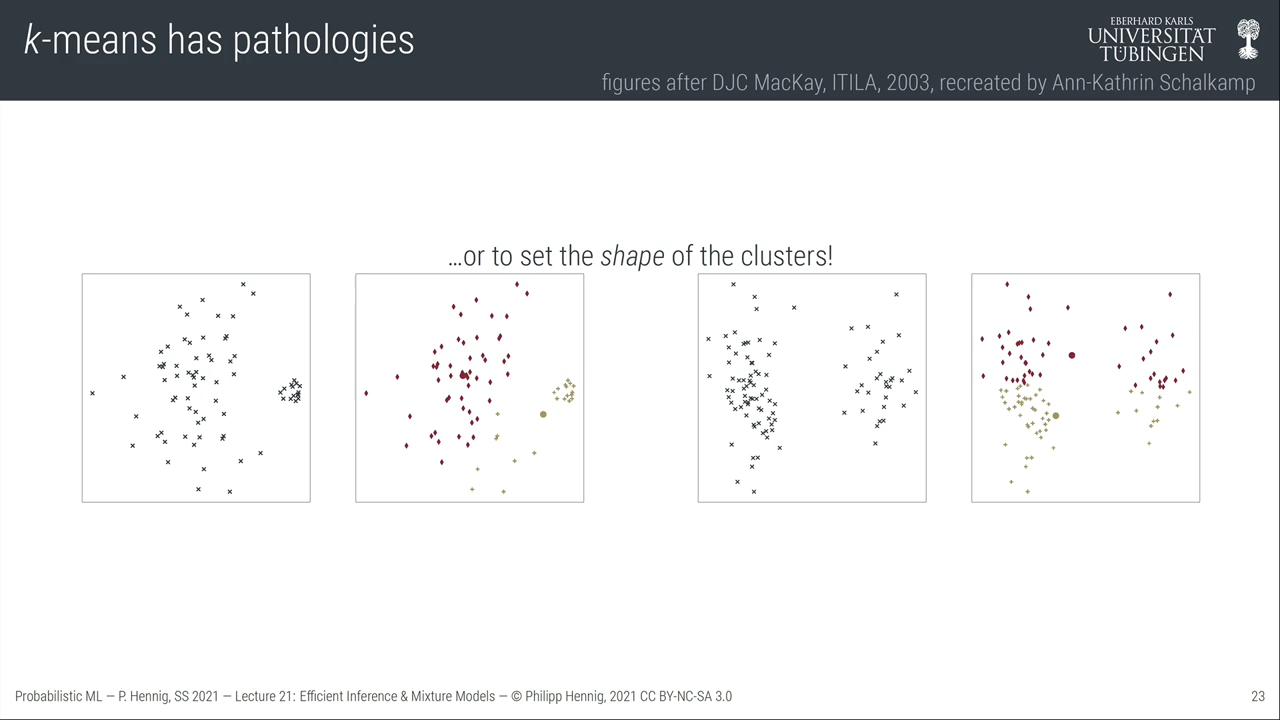 k-means has pathologies
EBERHARD KARLS
UNIVERSITÄT
TÜBINGEN
figures after DJC MacKay, ITILA, 2003, recreated by Ann-Kathrin Schalkamp
...or to set the shape of the clusters!
Probabilistic ML — P. Hennig, SS 2021 — Lecture 21: Efficient Inference & Mixture Models — © Philipp Hennig, 2021 CC BY-NC-SA 3.0
23